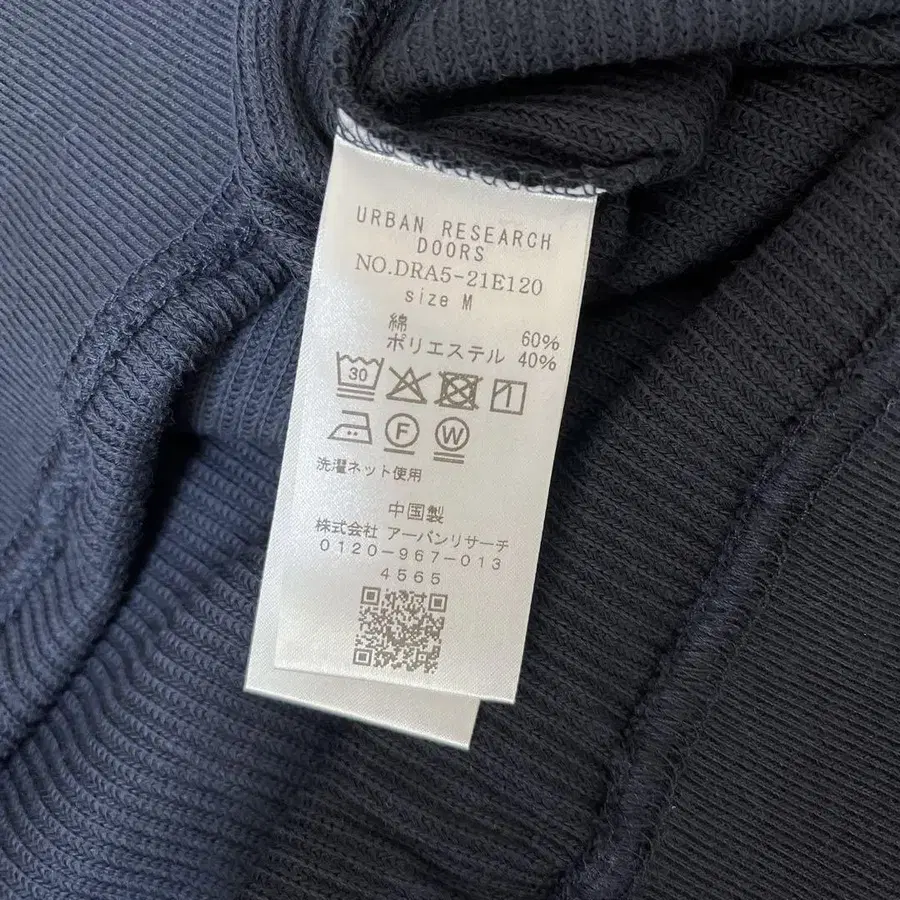 URBAN RESEARCH
DOORS
NO.DRA5-21E120
size M
綿 60%
ポリエステル 40%
30
F W
洗濯ネット使用
中国製
株式会社 アーバンリサーチ
0120-967-013
4565